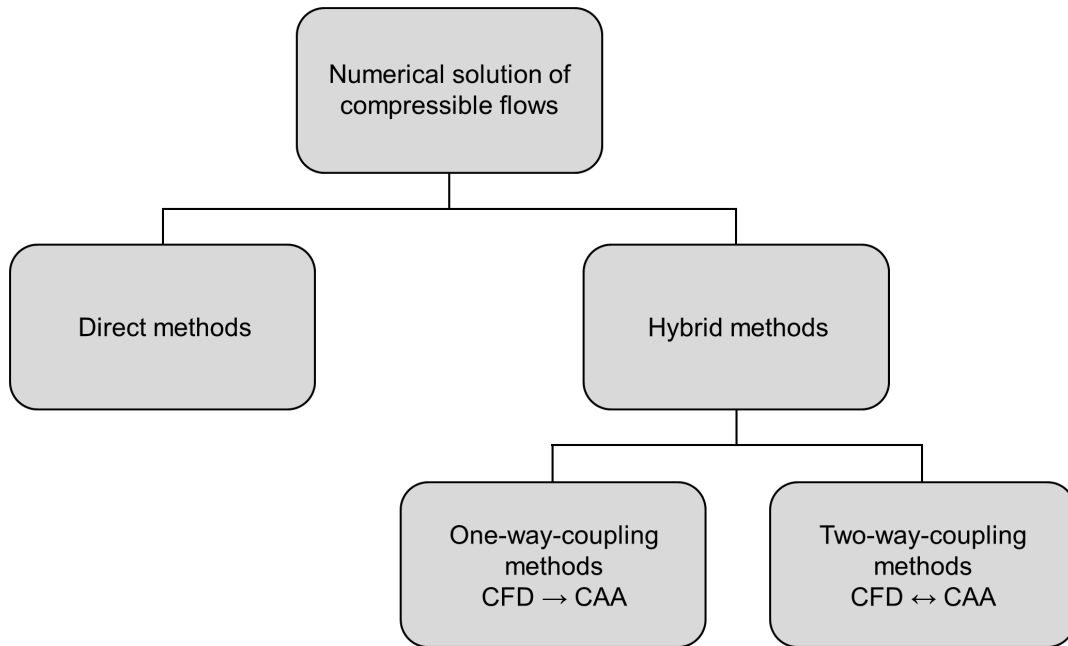 Numerical solution of
compressible flows
Direct methods
Hybrid methods
One-way-coupling
methods
CFD → CAA
Two-way-coupling
methods
CFD ↔ CAA